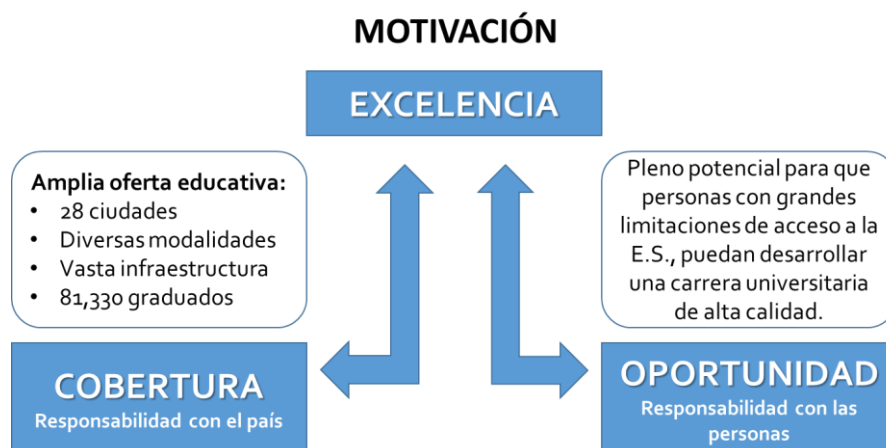 MOTIVACIÓN
EXCELENCIA
Amplia oferta educativa:
• 28 ciudades
• Diversas modalidades
• Vasta infraestructura
• 81,330 graduados
COBERTURA
Responsabilidad con el país
Pleno potencial para que
personas con grandes
limitaciones de acceso a la
E.S., puedan desarrollar
una carrera universitaria
de alta calidad.
OPORTUNIDAD
Responsabilidad con las
personas